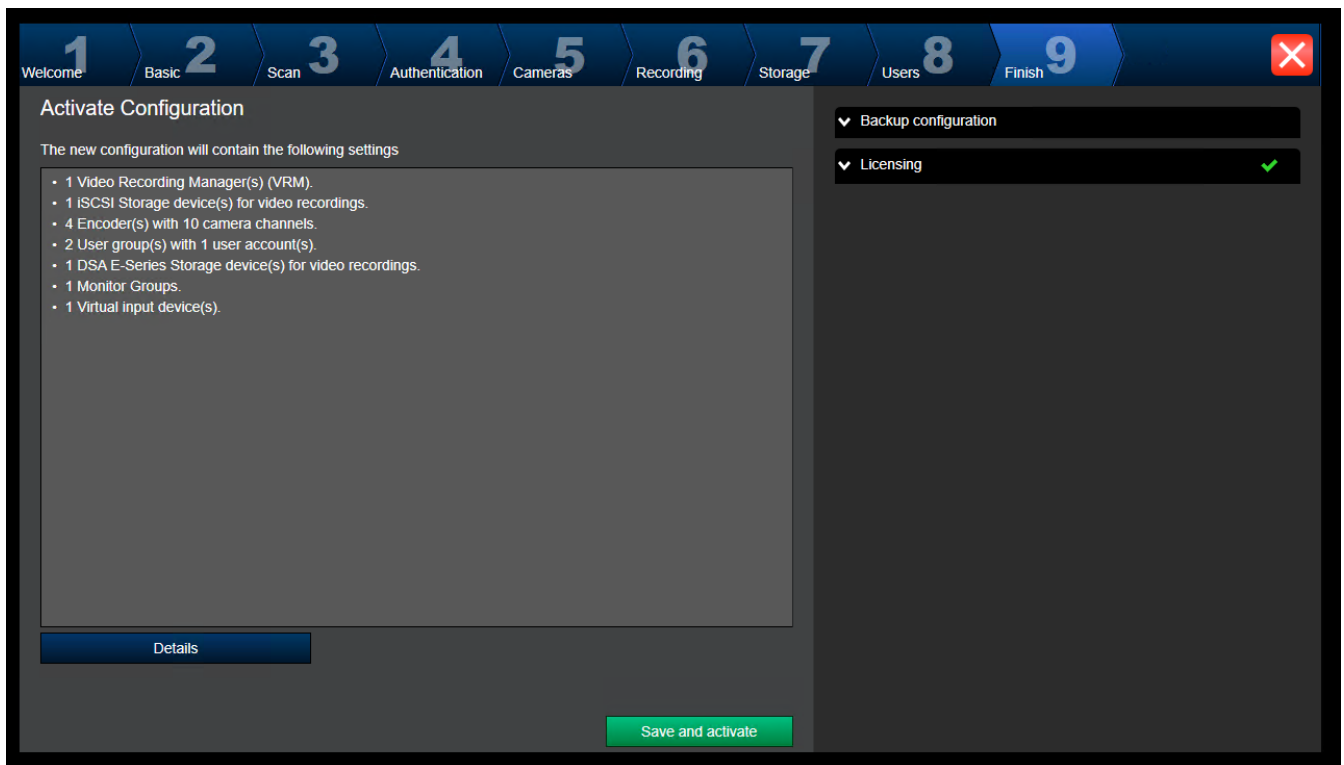 1 Welcome
2 Basic
3 Scan
4 Authentication
5 Cameras
6 Recording
7 Storage
8 Users
9 Finish
Activate Configuration
The new configuration will contain the following settings
• 1 Video Recording Manager(s) (VRM).
• 1 iSCSI Storage device(s) for video recordings.
• 4 Encoder(s) with 10 camera channels.
• 2 User group(s) with 1 user account(s).
• 1 DSA E-Series Storage device(s) for video recordings.
• 1 Monitor Groups.
• 1 Virtual input device(s).
Details
Save and activate
Backup configuration
Licensing